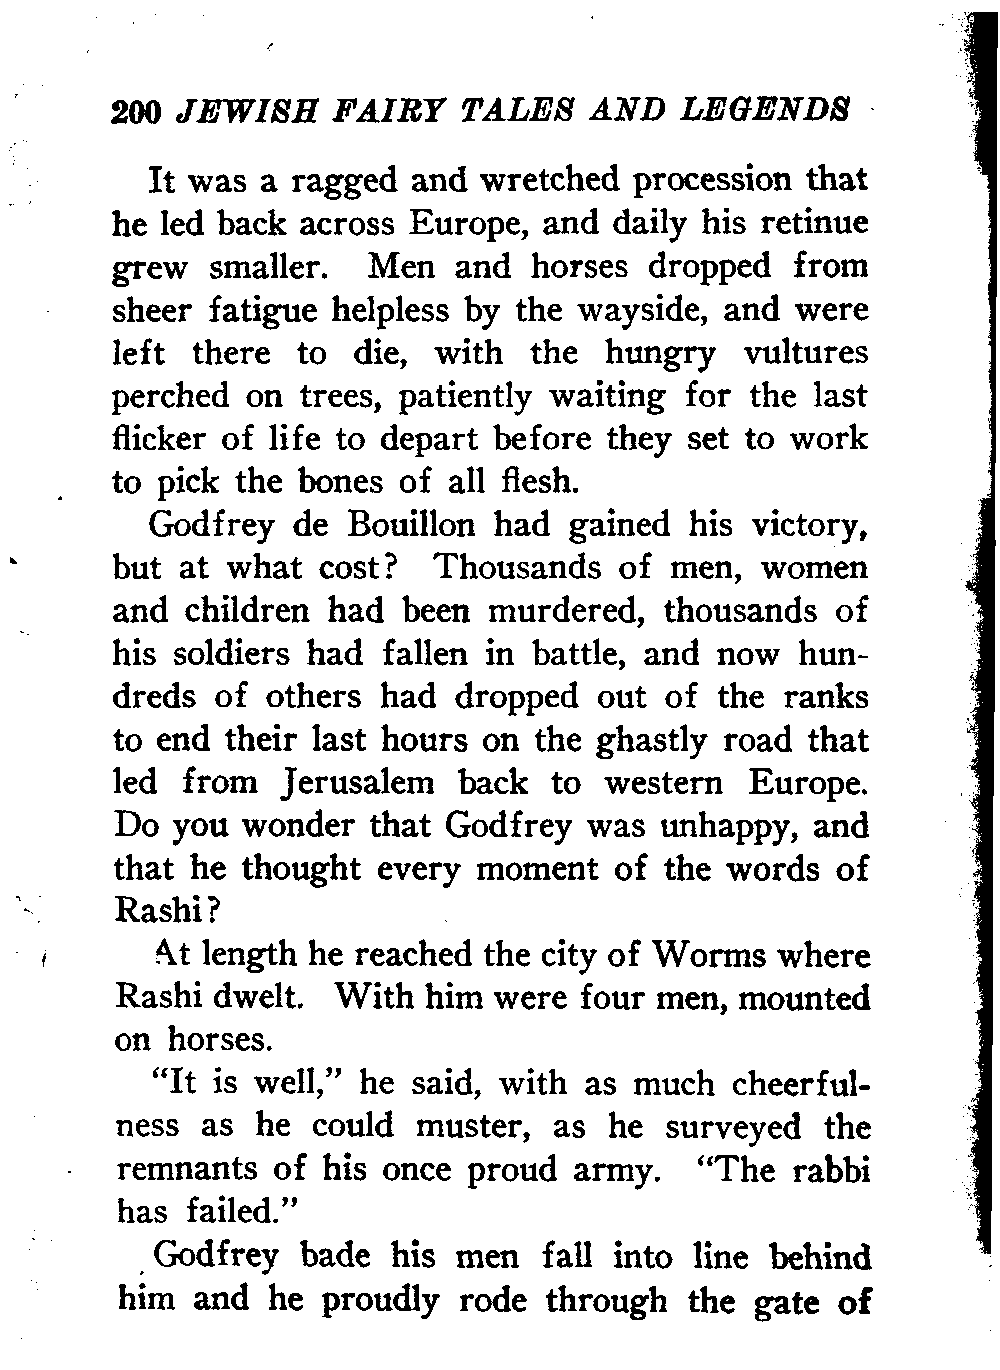 200 JEWISH FAIRY TALES AND LEGENDS
It was a ragged and wretched procession that
he led back across Europe, and daily his retinue
grew smaller. Men and horses dropped from
sheer fatigue helpless by the wayside, and were
left there to die, with the hungry vultures
perched on trees, patiently waiting for the last
flicker of life to depart before they set to work
to pick the bones of all flesh.
Godfrey de Bouillon had gained his victory,
but at what cost? Thousands of men, women
and children had been murdered, thousands of
his soldiers had fallen in battle, and now hun-
dreds of others had dropped out of the ranks
to end their last hours on the ghastly road that
led from Jerusalem back to western Europe.
Do you wonder that Godfrey was unhappy, and
that he thought every moment of the words of
Rashi?
At length he reached the city of Worms where
Rashi dwelt. With him were four men, mounted
on horses.
"It is well," he said, with as much cheerful-
ness as he could muster, as he surveyed the
remnants of his once proud army. "The rabbi
has failed."
Godfrey bade his men fall into line behind
him and he proudly rode through the gate of